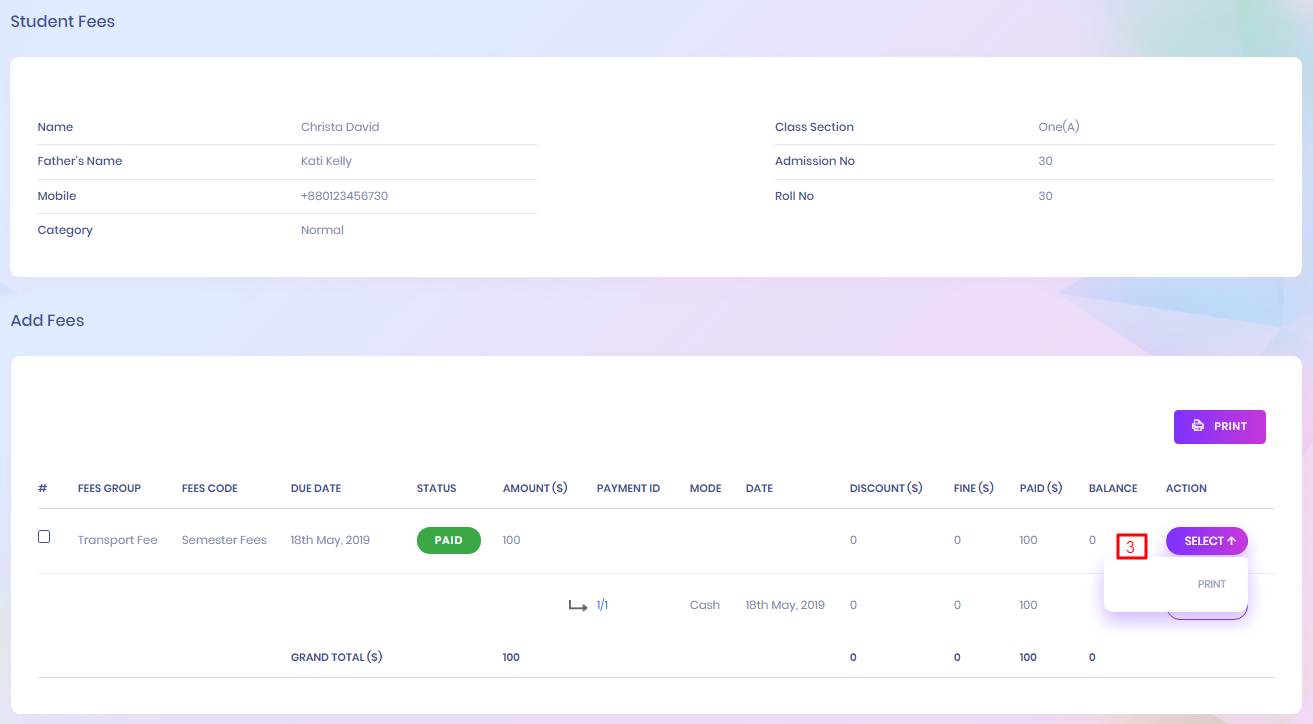 Student Fees
Name Christa David Class Section One(A)
Father's Name Kati Kelly Admission No 30
Mobile +880123456730 Roll No 30
Category Normal
Add Fees
PRINT
# FEES GROUP FEES CODE DUE DATE STATUS AMOUNT ($) PAYMENT ID MODE DATE DISCOUNT ($) FINE ($) PAID ($) BALANCE ACTION
Transport Fee Semester Fees 18th May, 2019 PAID 100 0 0 100 0 SELECT
3
PRINT
1/1 Cash 18th May, 2019 0 0 100
GRAND TOTAL ($) 100 0 0 100 0